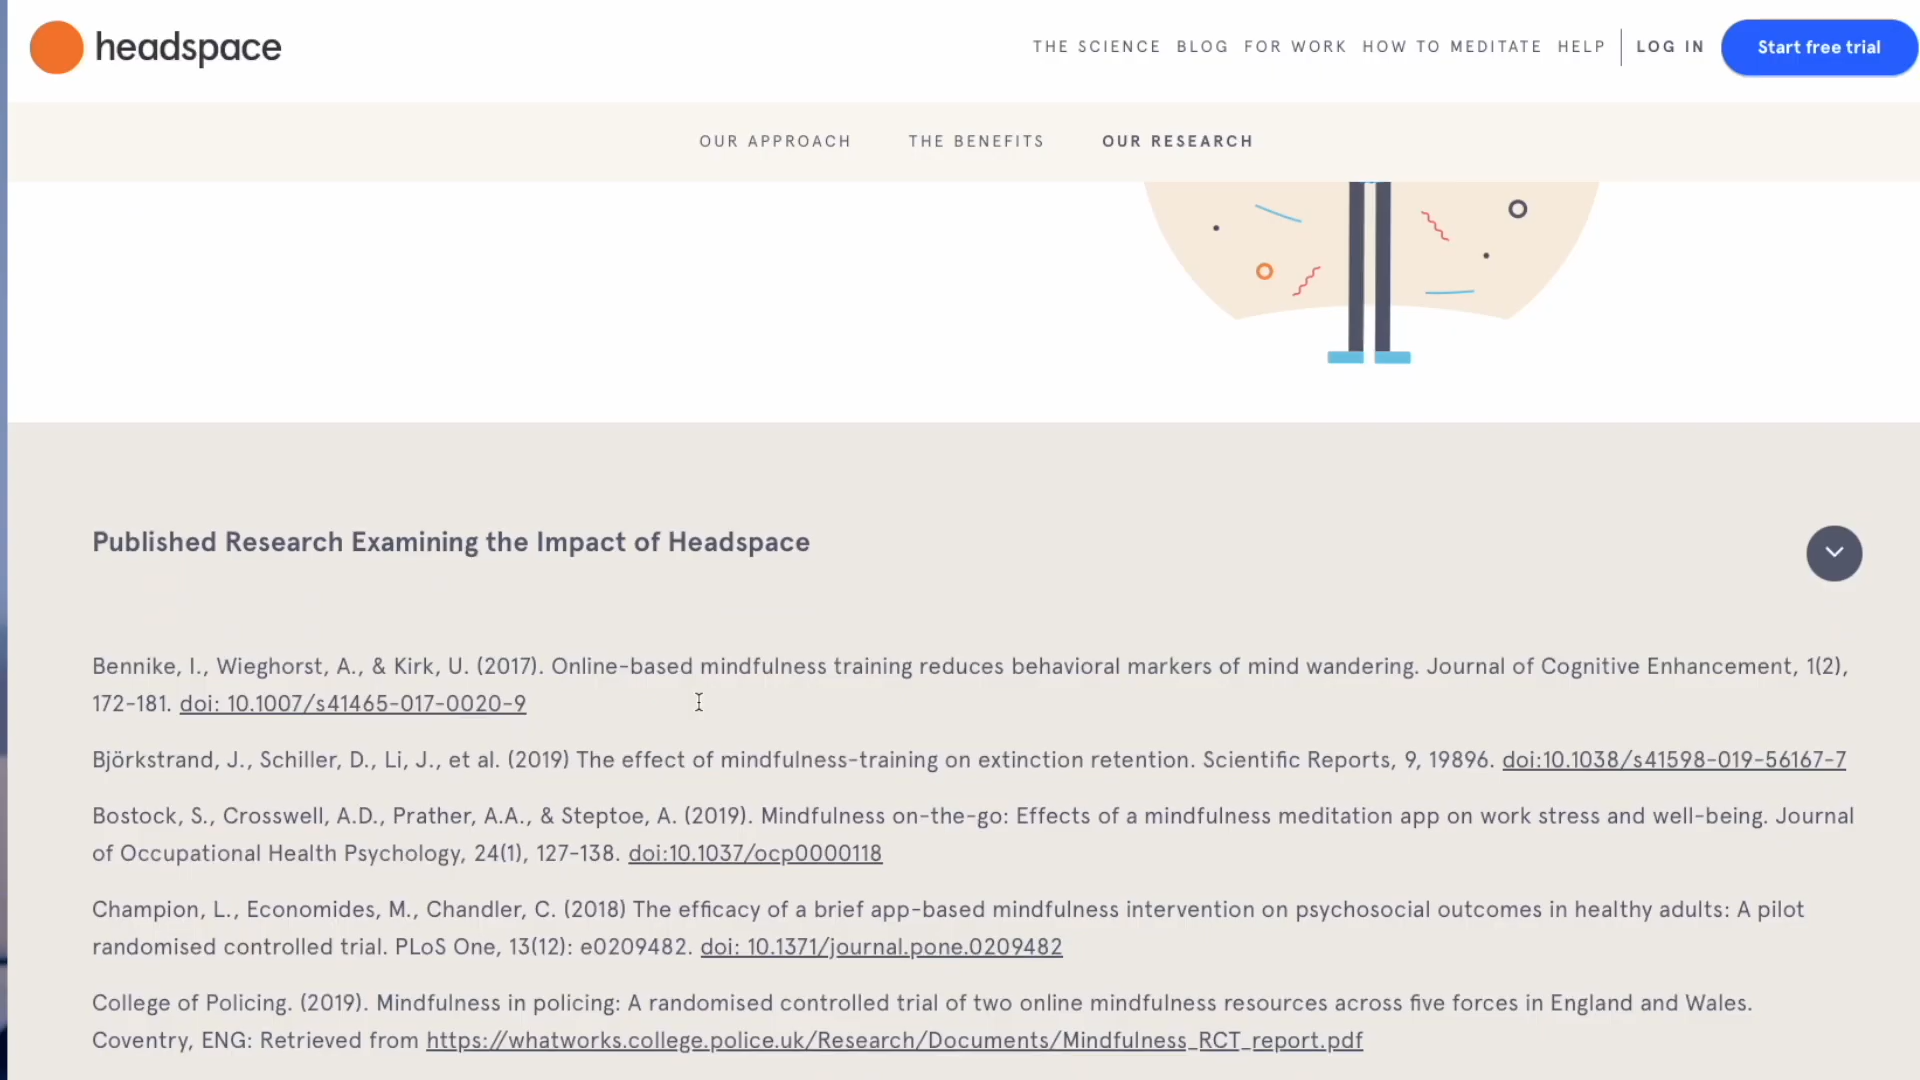 headspace
THE SCIENCE BLOG FOR WORK HOW TO MEDITATE HELP LOG IN Start free trial
OUR APPROACH THE BENEFITS OUR RESEARCH
Published Research Examining the Impact of Headspace
Bennike, I., Wieghorst, A., & Kirk, U. (2017). Online-based mindfulness training reduces behavioral markers of mind wandering. Journal of Cognitive Enhancement, 1(2),
172-181. doi: 10.1007/s41465-017-0020-9
Björkstrand, J., Schiller, D., Li, J., et al. (2019) The effect of mindfulness-training on extinction retention. Scientific Reports, 9, 19896. doi:10.1038/s41598-019-56167-7
Bostock, S., Crosswell, A.D., Prather, A.A., & Steptoe, A. (2019). Mindfulness on-the-go: Effects of a mindfulness meditation app on work stress and well-being. Journal
of Occupational Health Psychology, 24(1), 127-138. doi:10.1037/ocp0000118
Champion, L., Economides, M., Chandler, C. (2018) The efficacy of a brief app-based mindfulness intervention on psychosocial outcomes in healthy adults: A pilot
randomised controlled trial. PLoS One, 13(12): e0209482. doi: 10.1371/journal.pone.0209482
College of Policing. (2019). Mindfulness in policing: A randomised controlled trial of two online mindfulness resources across five forces in England and Wales.
Coventry, ENG: Retrieved from https://whatworks.college.police.uk/Research/Documents/Mindfulness_RCT_report.pdf